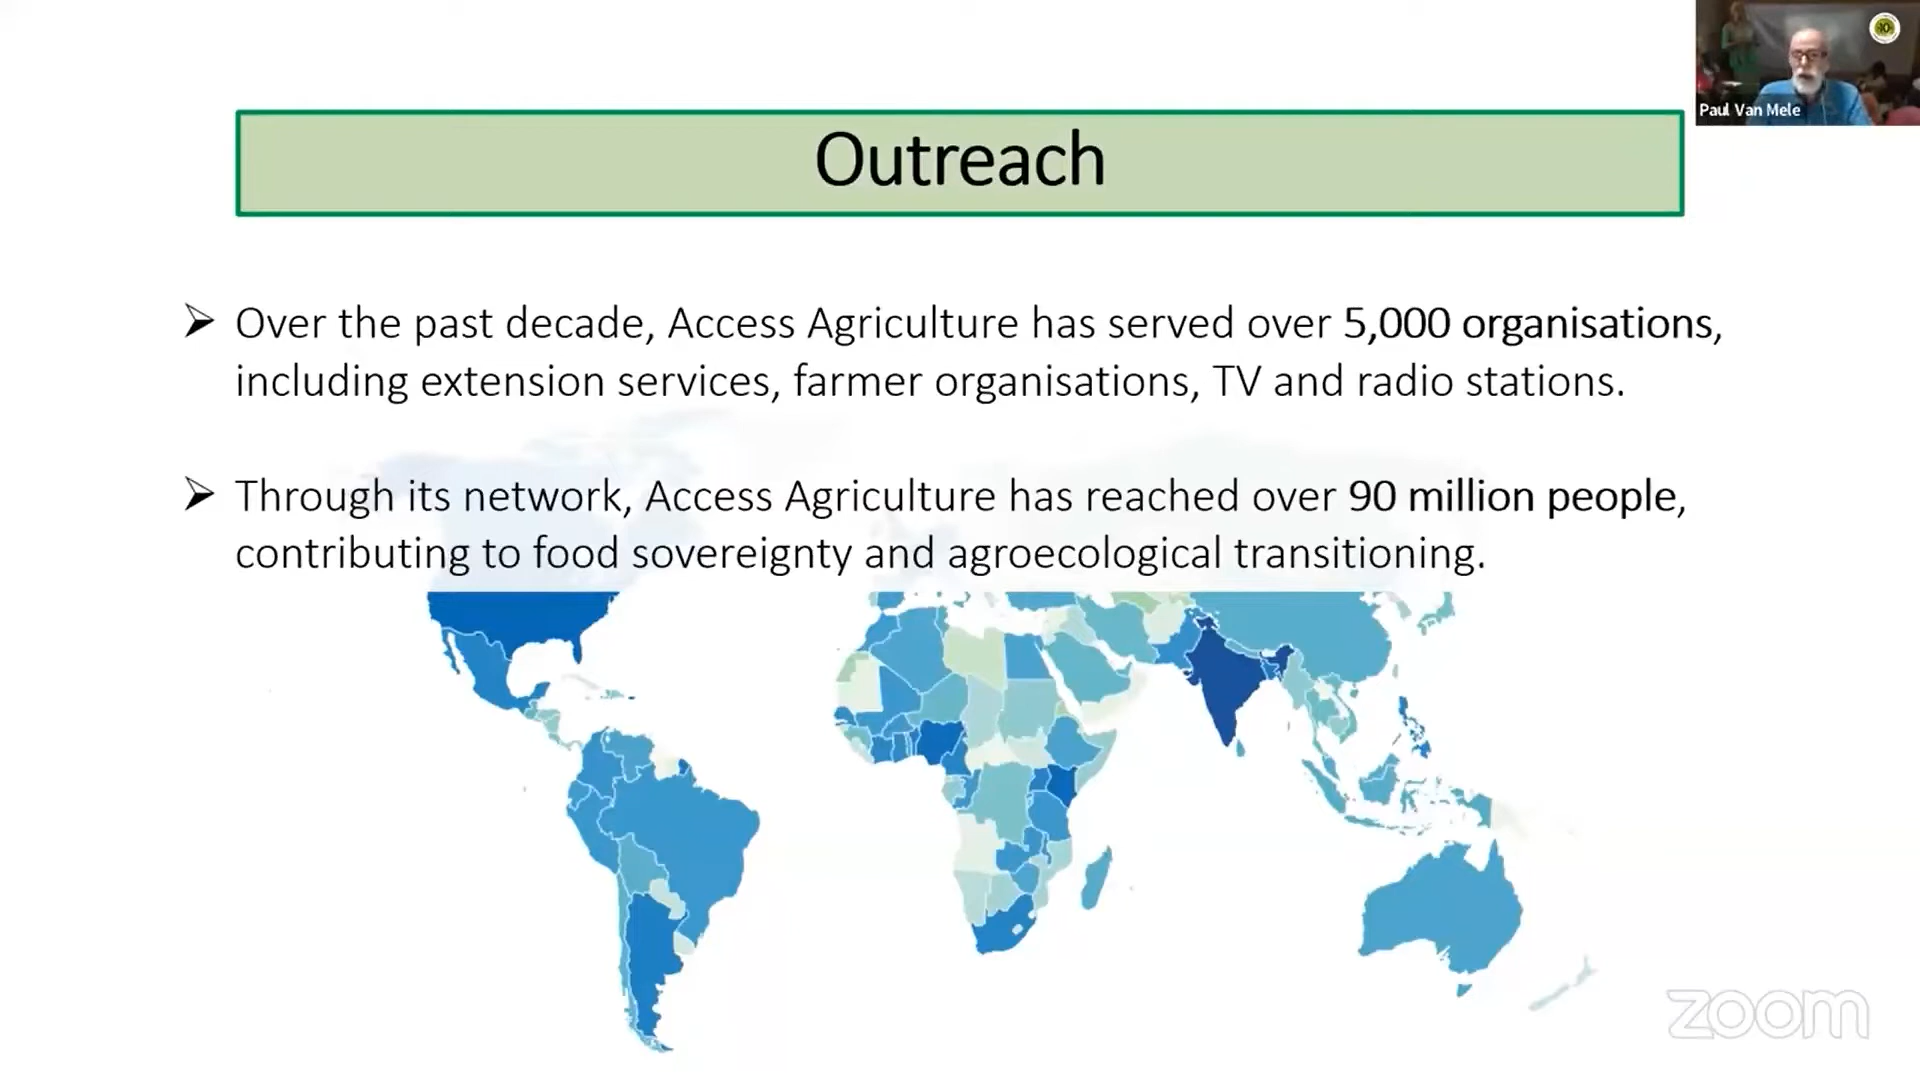 Paul Van Mele
Outreach
Over the past decade, Access Agriculture has served over 5,000 organisations,
including extension services, farmer organisations, TV and radio stations.
Through its network, Access Agriculture has reached over 90 million people,
contributing to food sovereignty and agroecological transitioning.
zoom